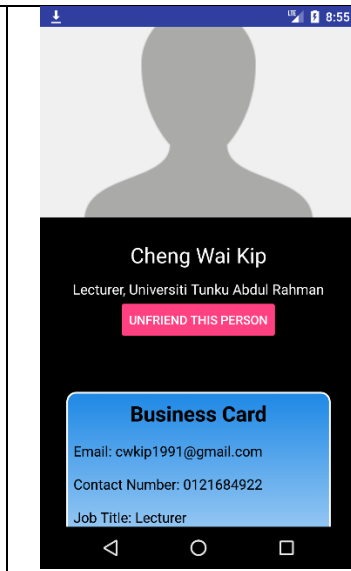 LTE 8:55
Cheng Wai Kip
Lecturer, Universiti Tunku Abdul Rahman
UNFRIEND THIS PERSON
Business Card
Email: cwkip1991@gmail.com
Contact Number: 0121684922
Job Title: Lecturer